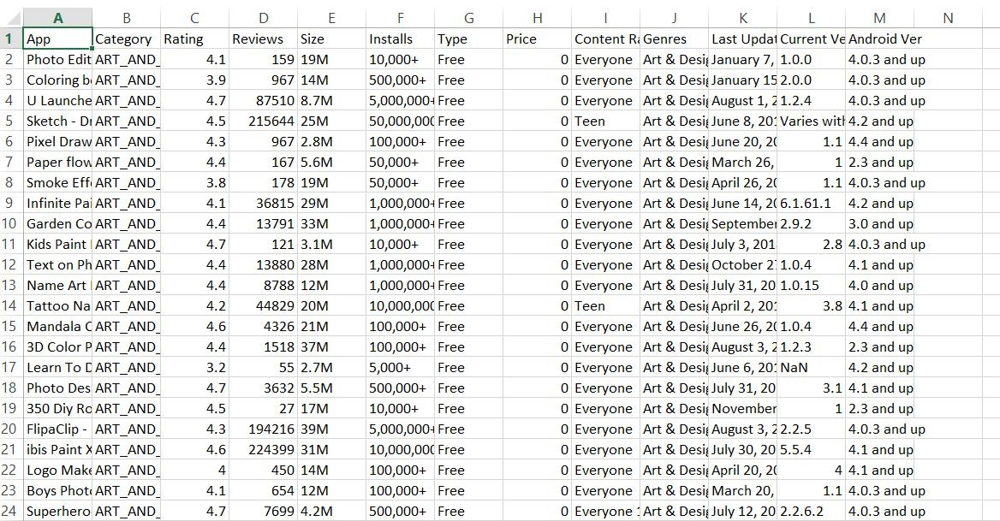 A B C D E F G H I J K L M N
1 App Category Rating Reviews Size Installs Type Price Content Ra Genres Last Updat Current Ve Android Ver
2 Photo Edit ART_AND_ 4.1 159 19M 10,000+ Free 0 Everyone Art & Desig January 7, 1.0.0 4.0.3 and up
3 Coloring b ART_AND_ 3.9 967 14M 500,000+ Free 0 Everyone Art & Desig January 15 2.0.0 4.0.3 and up
4 U Launche ART_AND_ 4.7 87510 8.7M 5,000,000+ Free 0 Everyone Art & Desig August 1, 2 1.2.4 4.0.3 and up
5 Sketch - Dr ART_AND_ 4.5 215644 25M 50,000,000 Free 0 Teen Art & Desig June 8, 201 Varies with 4.2 and up
6 Pixel Draw ART_AND_ 4.3 967 2.8M 100,000+ Free 0 Everyone Art & Desig June 20, 20 1.1 4.4 and up
7 Paper flow ART_AND_ 4.4 167 5.6M 50,000+ Free 0 Everyone Art & Desig March 26, 1 2.3 and up
8 Smoke Effe ART_AND_ 3.8 178 19M 50,000+ Free 0 Everyone Art & Desig April 26, 20 1.1 4.0.3 and up
9 Infinite Pai ART_AND_ 4.1 36815 29M 1,000,000+ Free 0 Everyone Art & Desig June 14, 20 6.1.61.1 4.2 and up
10 Garden Co ART_AND_ 4.4 13791 33M 1,000,000+ Free 0 Everyone Art & Desig September 2.9.2 3.0 and up
11 Kids Paint ART_AND_ 4.7 121 3.1M 10,000+ Free 0 Everyone Art & Desig July 3, 201 2.8 4.0.3 and up
12 Text on Ph ART_AND_ 4.4 13880 28M 1,000,000+ Free 0 Everyone Art & Desig October 27 1.0.4 4.1 and up
13 Name Art ART_AND_ 4.4 8788 12M 1,000,000+ Free 0 Everyone Art & Desig July 31, 20 1.0.15 4.0 and up
14 Tattoo Na ART_AND_ 4.2 44829 20M 10,000,000 Free 0 Teen Art & Desig April 2, 201 3.8 4.1 and up
15 Mandala C ART_AND_ 4.6 4326 21M 100,000+ Free 0 Everyone Art & Desig June 26, 20 1.0.4 4.4 and up
16 3D Color P ART_AND_ 4.4 1518 37M 100,000+ Free 0 Everyone Art & Desig August 3, 2 1.2.3 2.3 and up
17 Learn To D ART_AND_ 3.2 55 2.7M 5,000+ Free 0 Everyone Art & Desig June 6, 201 NaN 4.2 and up
18 Photo Des ART_AND_ 4.7 3632 5.5M 500,000+ Free 0 Everyone Art & Desig July 31, 20 3.1 4.1 and up
19 350 Diy Ro ART_AND_ 4.5 27 17M 10,000+ Free 0 Everyone Art & Desig November 1 2.3 and up
20 FlipaClip - ART_AND_ 4.3 194216 39M 5,000,000+ Free 0 Everyone Art & Desig August 3, 2 2.2.5 4.0.3 and up
21 ibis Paint X ART_AND_ 4.6 224399 31M 10,000,000 Free 0 Everyone Art & Desig July 30, 20 5.5.4 4.1 and up
22 Logo Make ART_AND_ 4 450 14M 100,000+ Free 0 Everyone Art & Desig April 20, 20 4 4.1 and up
23 Boys Photo ART_AND_ 4.1 654 12M 100,000+ Free 0 Everyone Art & Desig March 20, 1.1 4.0.3 and up
24 Superhero ART_AND_ 4.7 7699 4.2M 500,000+ Free 0 Everyone 1 Art & Desig July 12, 20 2.2.6.2 4.0.3 and up